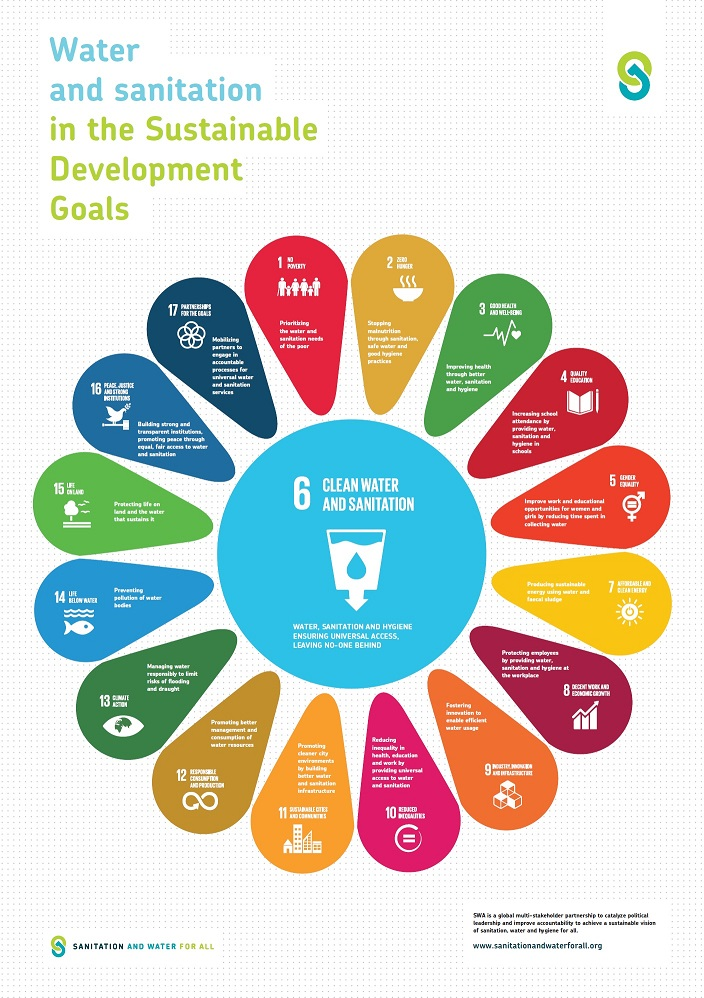 Water
and sanitation
in the Sustainable
Development
Goals
1 NO
POVERTY
Prioritizing
the water and
sanitation needs
of the poor
2 ZERO
HUNGER
Stopping
malnutrition
through sanitation,
safe water and
good hygiene
practices
3 GOOD HEALTH
AND WELL-BEING
Improving health
through better
water, sanitation
and hygiene
4 QUALITY
EDUCATION
Increasing school
attendance by
providing water,
sanitation and
hygiene in
schools
5 GENDER
EQUALITY
Improve work and educational
opportunities for women and
girls by reducing time spent in
collecting water
6 CLEAN WATER
AND SANITATION
WATER, SANITATION AND HYGIENE
ENSURING UNIVERSAL ACCESS,
LEAVING NO-ONE BEHIND
7 AFFORDABLE AND
CLEAN ENERGY
Producing sustainable
energy using water and
faecal sludge
8 DECENT WORK AND
ECONOMIC GROWTH
Protecting employees
by providing water,
sanitation and hygiene at
the workplace
9 INDUSTRY, INNOVATION
AND INFRASTRUCTURE
Fostering
innovation to
enable efficient
water usage
10 REDUCED
INEQUALITIES
Reducing
inequality in
health, education
and work by
providing universal
access to water
and sanitation
11 SUSTAINABLE CITIES
AND COMMUNITIES
Promoting
cleaner city
environments
by building
better water
and sanitation
infrastructure
12 RESPONSIBLE
CONSUMPTION
AND PRODUCTION
Promoting better
management and
consumption of
water resources
13 CLIMATE
ACTION
Managing water
responsibly to limit
risks of flooding
and draught
14 LIFE
BELOW WATER
Preventing
pollution of water
bodies
15 LIFE
ON LAND
Protecting life on
land and the water
that sustains it
16 PEACE, JUSTICE
AND STRONG
INSTITUTIONS
Building strong and
transparent institutions,
promoting peace through
equal, fair access to water
and sanitation
17 PARTNERSHIPS
FOR THE GOALS
Mobilizing
partners to
engage in
accountable
processes for
universal water
and sanitation
services
SWA is a global multi-stakeholder partnership to catalyze political
leadership and improve accountability to achieve a sustainable vision
of sanitation, water and hygiene for all.
www.sanitationandwaterforall.org
SANITATION AND WATER FOR ALL